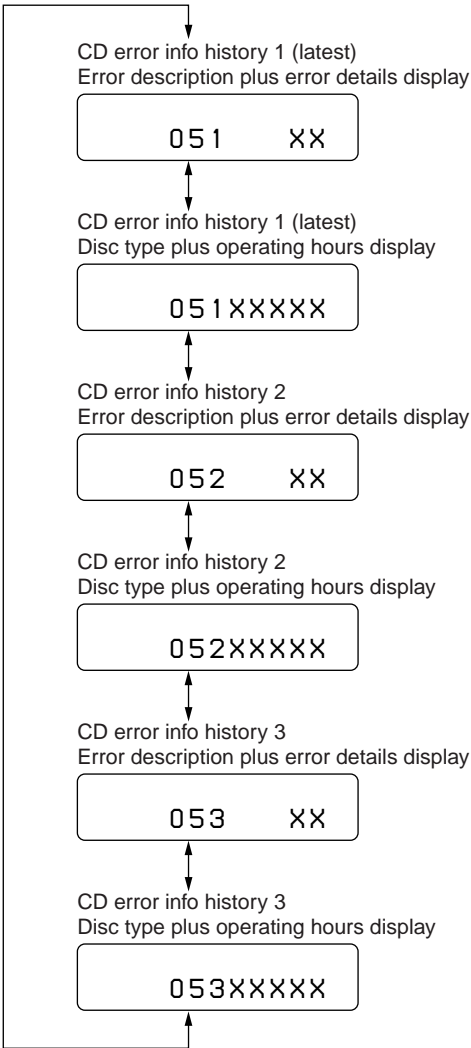 CD error info history 1 (latest)
Error description plus error details display
051 XX
CD error info history 1 (latest)
Disc type plus operating hours display
051XXXXX
CD error info history 2
Error description plus error details display
052 XX
CD error info history 2
Disc type plus operating hours display
052XXXXX
CD error info history 3
Error description plus error details display
053 XX
CD error info history 3
Disc type plus operating hours display
053XXXXX